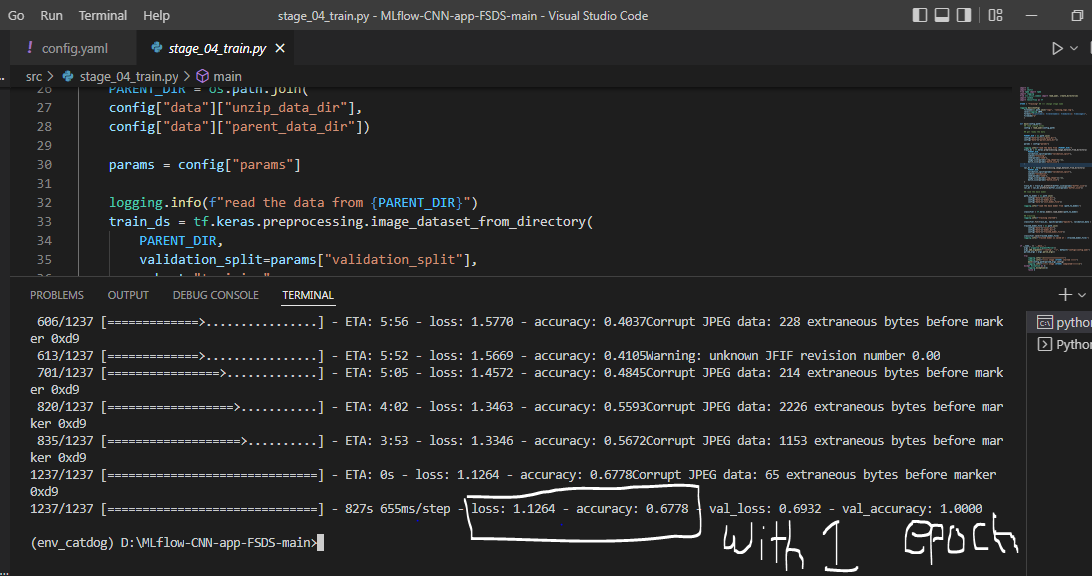 Go Run Terminal Help stage_04_train.py - MLflow-CNN-app-FSDS-main - Visual Studio Code
! config.yaml stage_04_train.py
src > stage_04_train.py > main
26 PARENT_DIR = os.path.join(
27 config["data"]["unzip_data_dir"],
28 config["data"]["parent_data_dir"])
29
30 params = config["params"]
31
32 logging.info(f"read the data from {PARENT_DIR}")
33 train_ds = tf.keras.preprocessing.image_dataset_from_directory(
34 PARENT_DIR,
35 validation_split=params["validation_split"],
PROBLEMS OUTPUT DEBUG CONSOLE TERMINAL
606/1237 [=============>................] - ETA: 5:56 - loss: 1.5770 - accuracy: 0.4037Corrupt JPEG data: 228 extraneous bytes before mark
er 0xd9
613/1237 [=============>................] - ETA: 5:52 - loss: 1.5669 - accuracy: 0.4105Warning: unknown JFIF revision number 0.00
701/1237 [================>.............] - ETA: 5:05 - loss: 1.4572 - accuracy: 0.4845Corrupt JPEG data: 214 extraneous bytes before mark
er 0xd9
820/1237 [==================>...........] - ETA: 4:02 - loss: 1.3463 - accuracy: 0.5593Corrupt JPEG data: 2226 extraneous bytes before mar
ker 0xd9
835/1237 [===================>..........] - ETA: 3:53 - loss: 1.3346 - accuracy: 0.5672Corrupt JPEG data: 1153 extraneous bytes before mar
ker 0xd9
1237/1237 [==============================] - ETA: 0s - loss: 1.1264 - accuracy: 0.6778Corrupt JPEG data: 65 extraneous bytes before marker
0xd9
1237/1237 [==============================] - 827s 655ms/step - loss: 1.1264 - accuracy: 0.6778 - val_loss: 0.6932 - val_accuracy: 1.0000
with 1 epoch
(env_catdog) D:\MLflow-CNN-app-FSDS-main>
python
Python